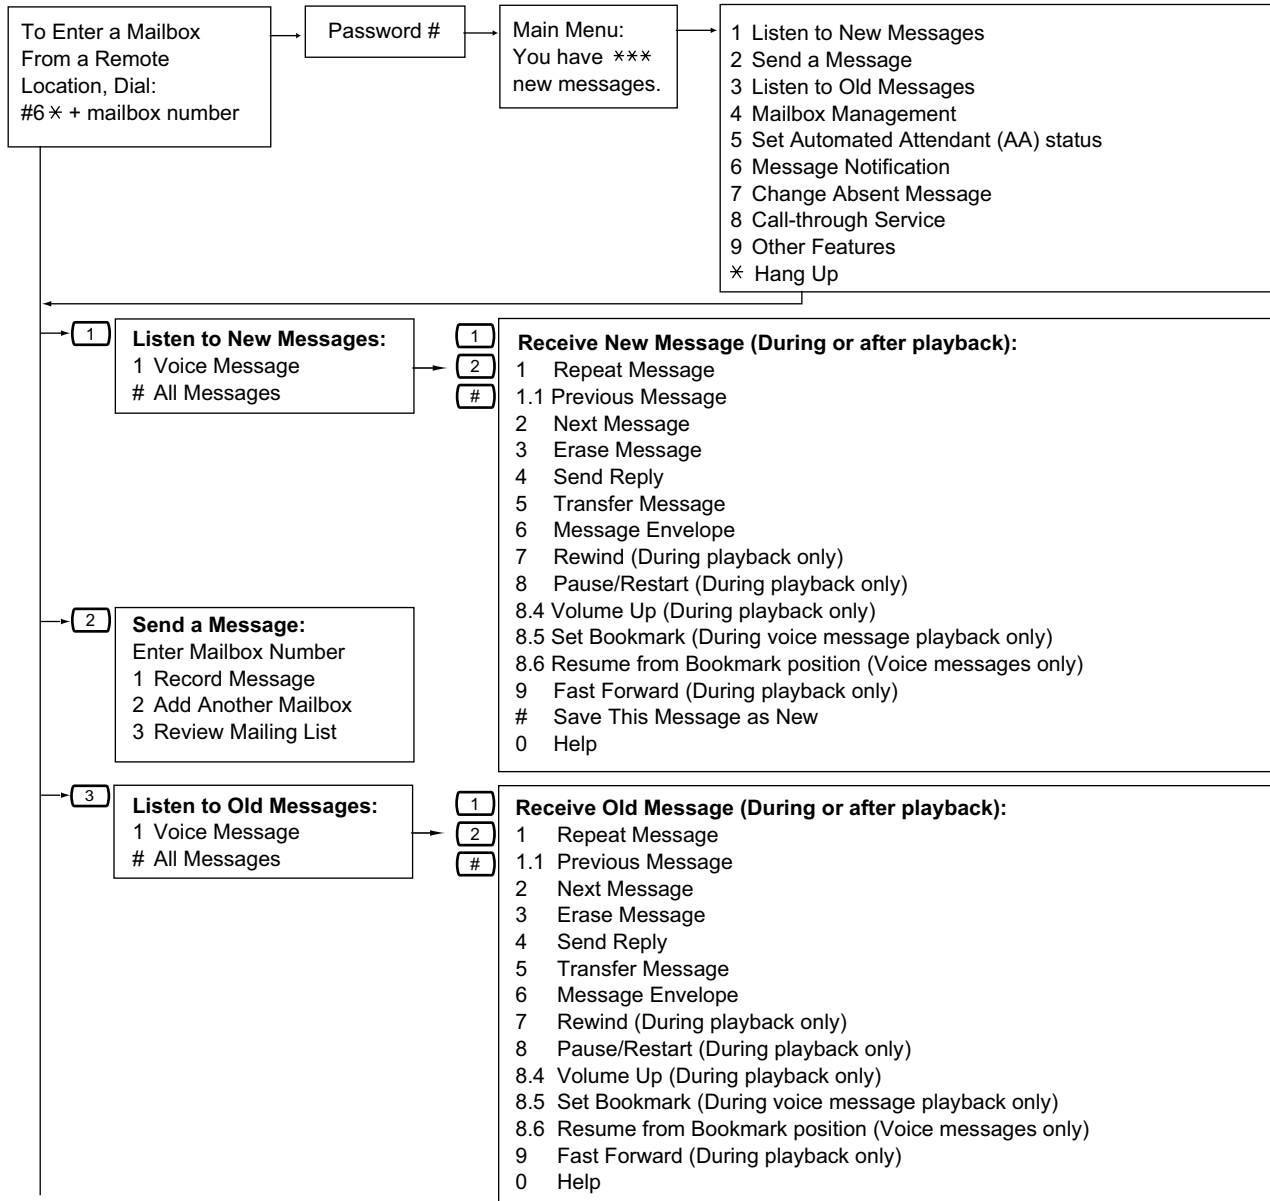 To Enter a Mailbox
From a Remote
Location, Dial:
#6* + mailbox number
Password #
Main Menu:
You have ***
new messages.
1 Listen to New Messages
2 Send a Message
3 Listen to Old Messages
4 Mailbox Management
5 Set Automated Attendant (AA) status
6 Message Notification
7 Change Absent Message
8 Call-through Service
9 Other Features
* Hang Up
1
Listen to New Messages:
1 Voice Message
# All Messages
1
2
#
Receive New Message (During or after playback):
1 Repeat Message
1.1 Previous Message
2 Next Message
3 Erase Message
4 Send Reply
5 Transfer Message
6 Message Envelope
7 Rewind (During playback only)
8 Pause/Restart (During playback only)
8.4 Volume Up (During playback only)
8.5 Set Bookmark (During voice message playback only)
8.6 Resume from Bookmark position (Voice messages only)
9 Fast Forward (During playback only)
# Save This Message as New
0 Help
2
Send a Message:
Enter Mailbox Number
1 Record Message
2 Add Another Mailbox
3 Review Mailing List
3
Listen to Old Messages:
1 Voice Message
# All Messages
1
2
#
Receive Old Message (During or after playback):
1 Repeat Message
1.1 Previous Message
2 Next Message
3 Erase Message
4 Send Reply
5 Transfer Message
6 Message Envelope
7 Rewind (During playback only)
8 Pause/Restart (During playback only)
8.4 Volume Up (During playback only)
8.5 Set Bookmark (During voice message playback only)
8.6 Resume from Bookmark position (Voice messages only)
9 Fast Forward (During playback only)
0 Help